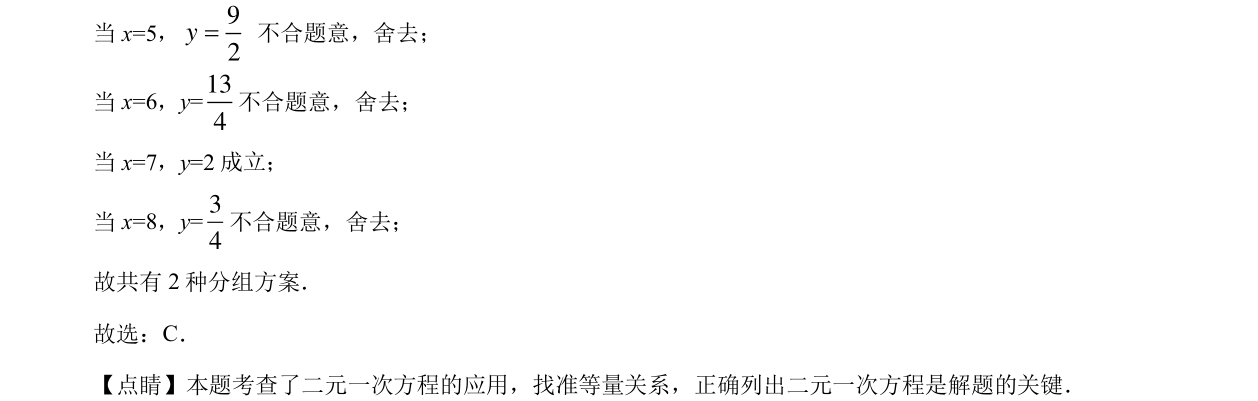 当 x=5， y = 9/2 不合题意，舍去；
当 x=6，y=13/4 不合题意，舍去；
当 x=7，y=2 成立；
当 x=8，y=3/4 不合题意，舍去；
故共有 2 种分组方案．
故选：C．
【点睛】本题考查了二元一次方程的应用，找准等量关系，正确列出二元一次方程是解题的关键．